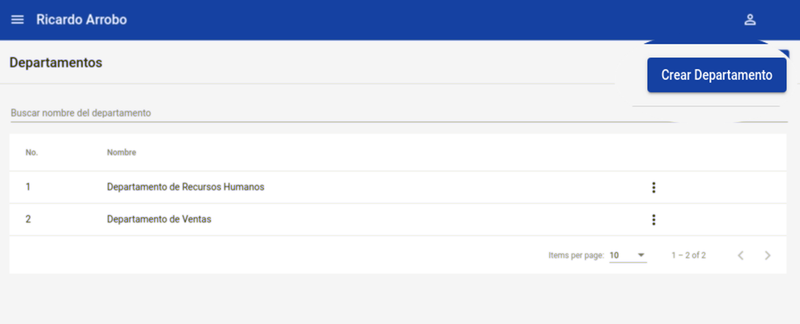 Ricardo Arrobo
Departamentos
Crear Departamento
Buscar nombre del departamento
No. Nombre
1 Departamento de Recursos Humanos
2 Departamento de Ventas
Items per page: 10 1 – 2 of 2